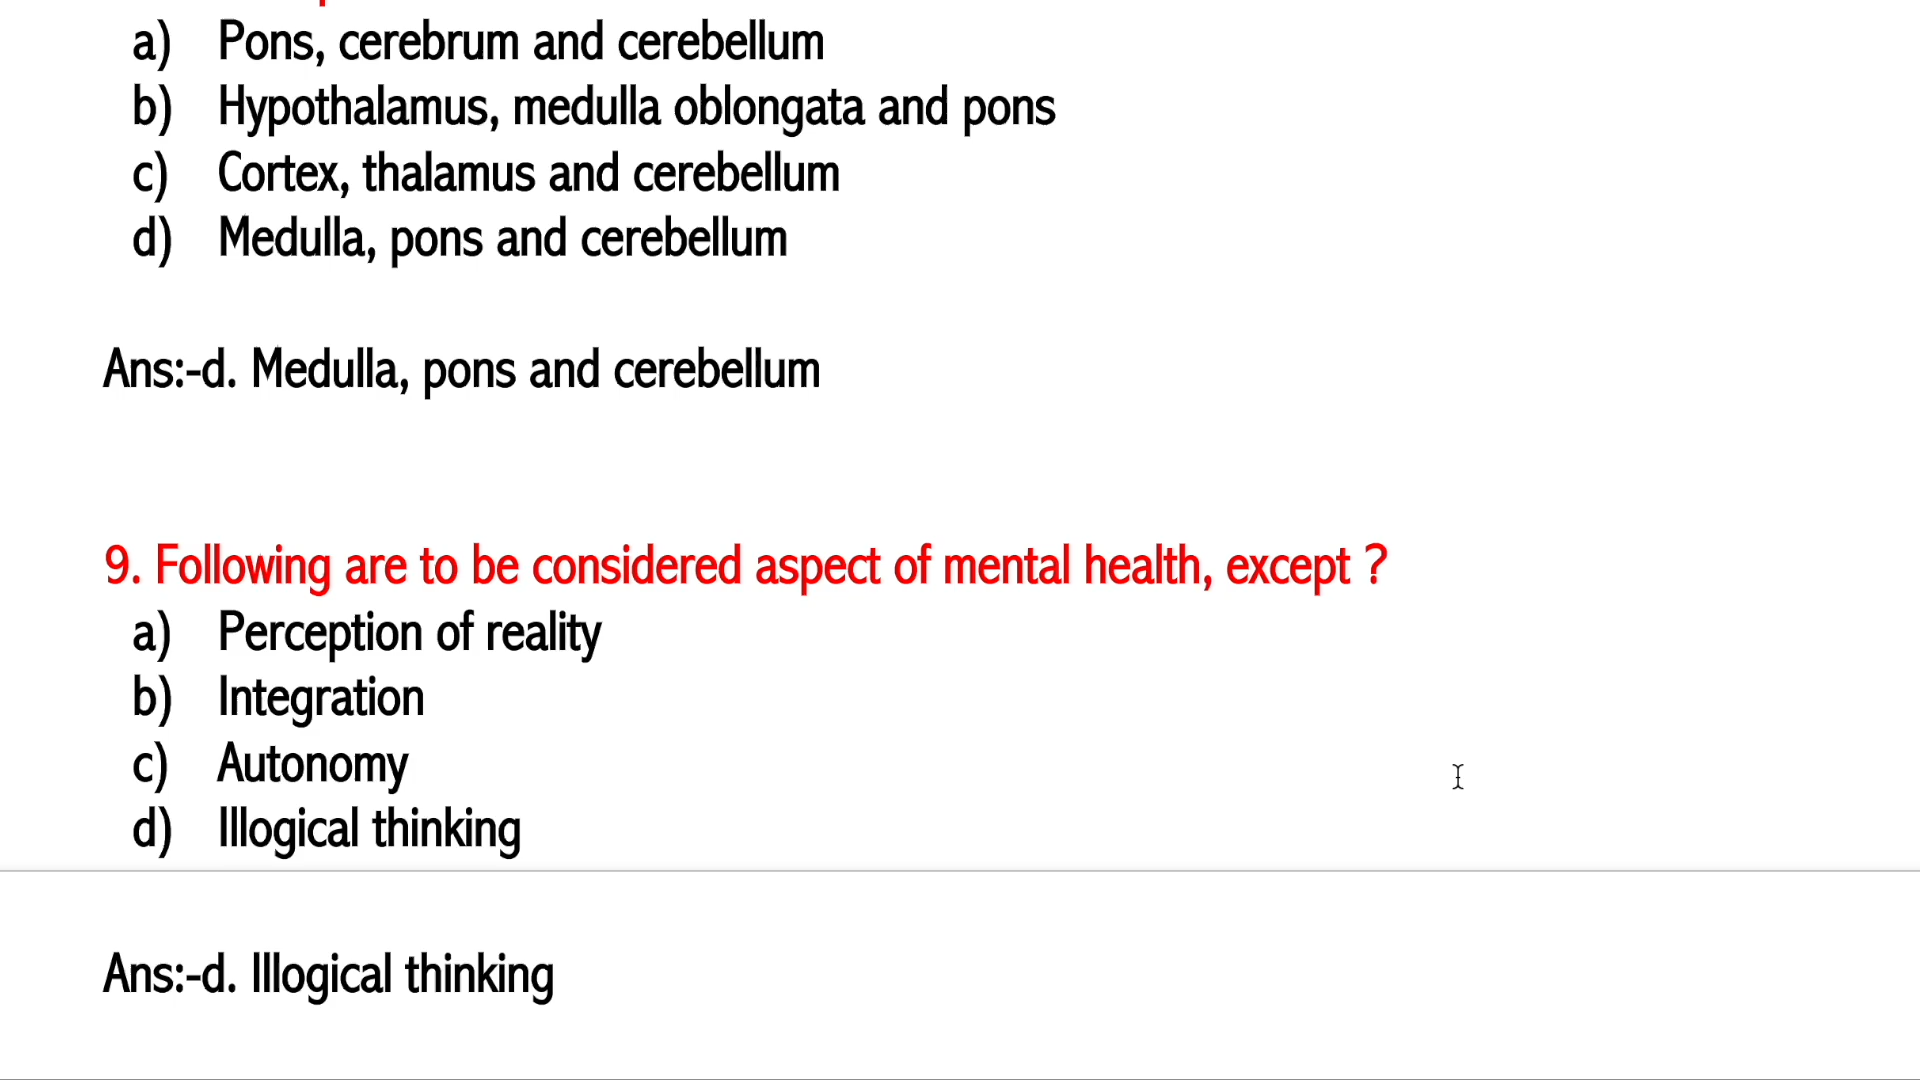 a) Pons, cerebrum and cerebellum
b) Hypothalamus, medulla oblongata and pons
c) Cortex, thalamus and cerebellum
d) Medulla, pons and cerebellum
Ans:-d. Medulla, pons and cerebellum
9. Following are to be considered aspect of mental health, except ?
a) Perception of reality
b) Integration
c) Autonomy
d) Illogical thinking
Ans:-d. Illogical thinking